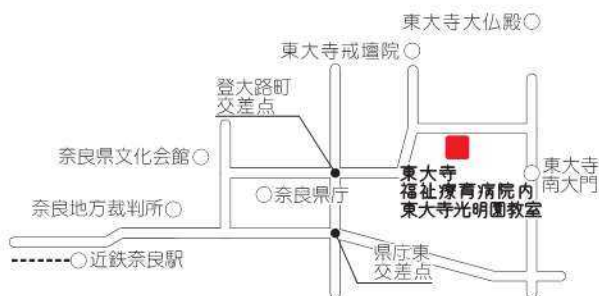 東大寺大仏殿
東大寺戒壇院
登大路町
交差点
奈良県文化会館
東大寺
南大門
東大寺
福祉療育病院内
東大寺光明園教室
奈良県庁
奈良地方裁判所
県庁東
交差点
近鉄奈良駅